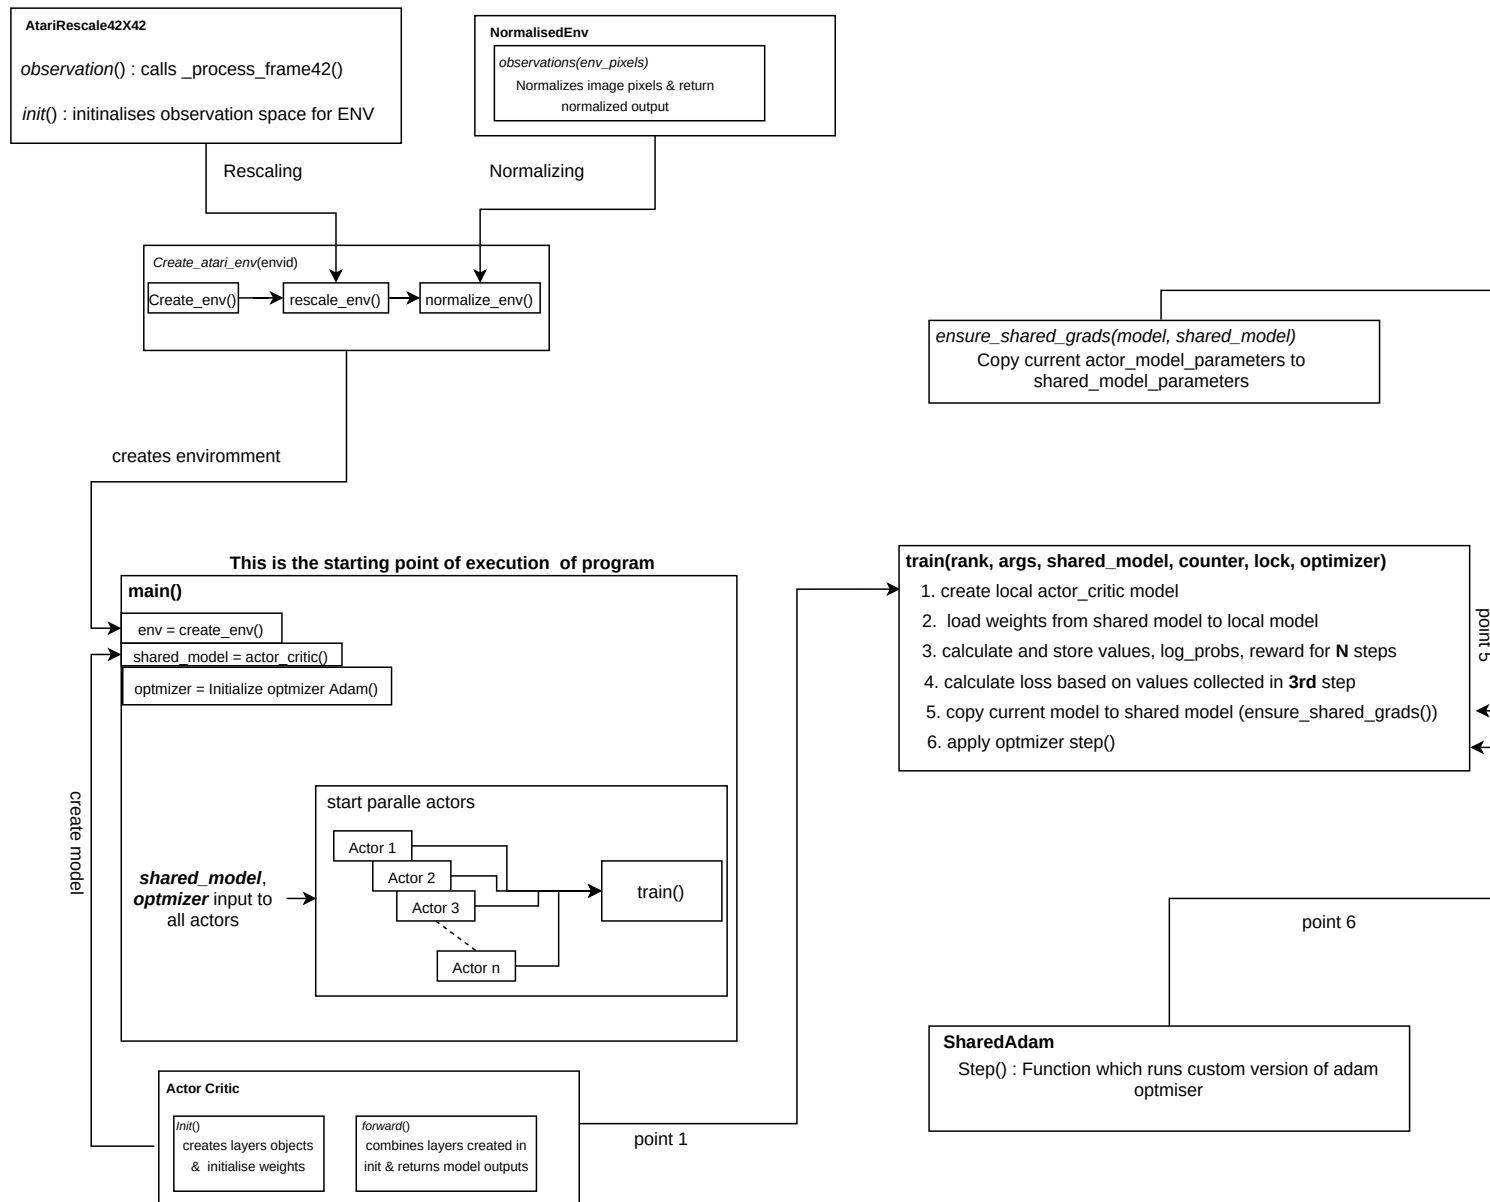 AtariRescale42X42
observation() : calls _process_frame42()
init() : initinalises observation space for ENV
NormalisedEnv
observations(env_pixels)
Normalizes image pixels & return
normalized output
Rescaling
Normalizing
Create_atari_env(envid)
Create_env()
rescale_env()
normalize_env()
creates enviromment
ensure_shared_grads(model, shared_model)
Copy current actor_model_parameters to
shared_model_parameters
This is the starting point of execution of program
main()
env = create_env()
shared_model = actor_critic()
optmizer = Initialize optmizer Adam()
create model
shared_model,
optmizer input to
all actors
start paralle actors
Actor 1
Actor 2
Actor 3
Actor n
train()
train(rank, args, shared_model, counter, lock, optimizer)
1. create local actor_critic model
2. load weights from shared model to local model
3. calculate and store values, log_probs, reward for N steps
4. calculate loss based on values collected in 3rd step
5. copy current model to shared model (ensure_shared_grads())
6. apply optmizer step()
point 5
point 6
SharedAdam
Step() : Function which runs custom version of adam
optmiser
Actor Critic
Init()
creates layers objects
& initialise weights
forward()
combines layers created in
init & returns model outputs
point 1